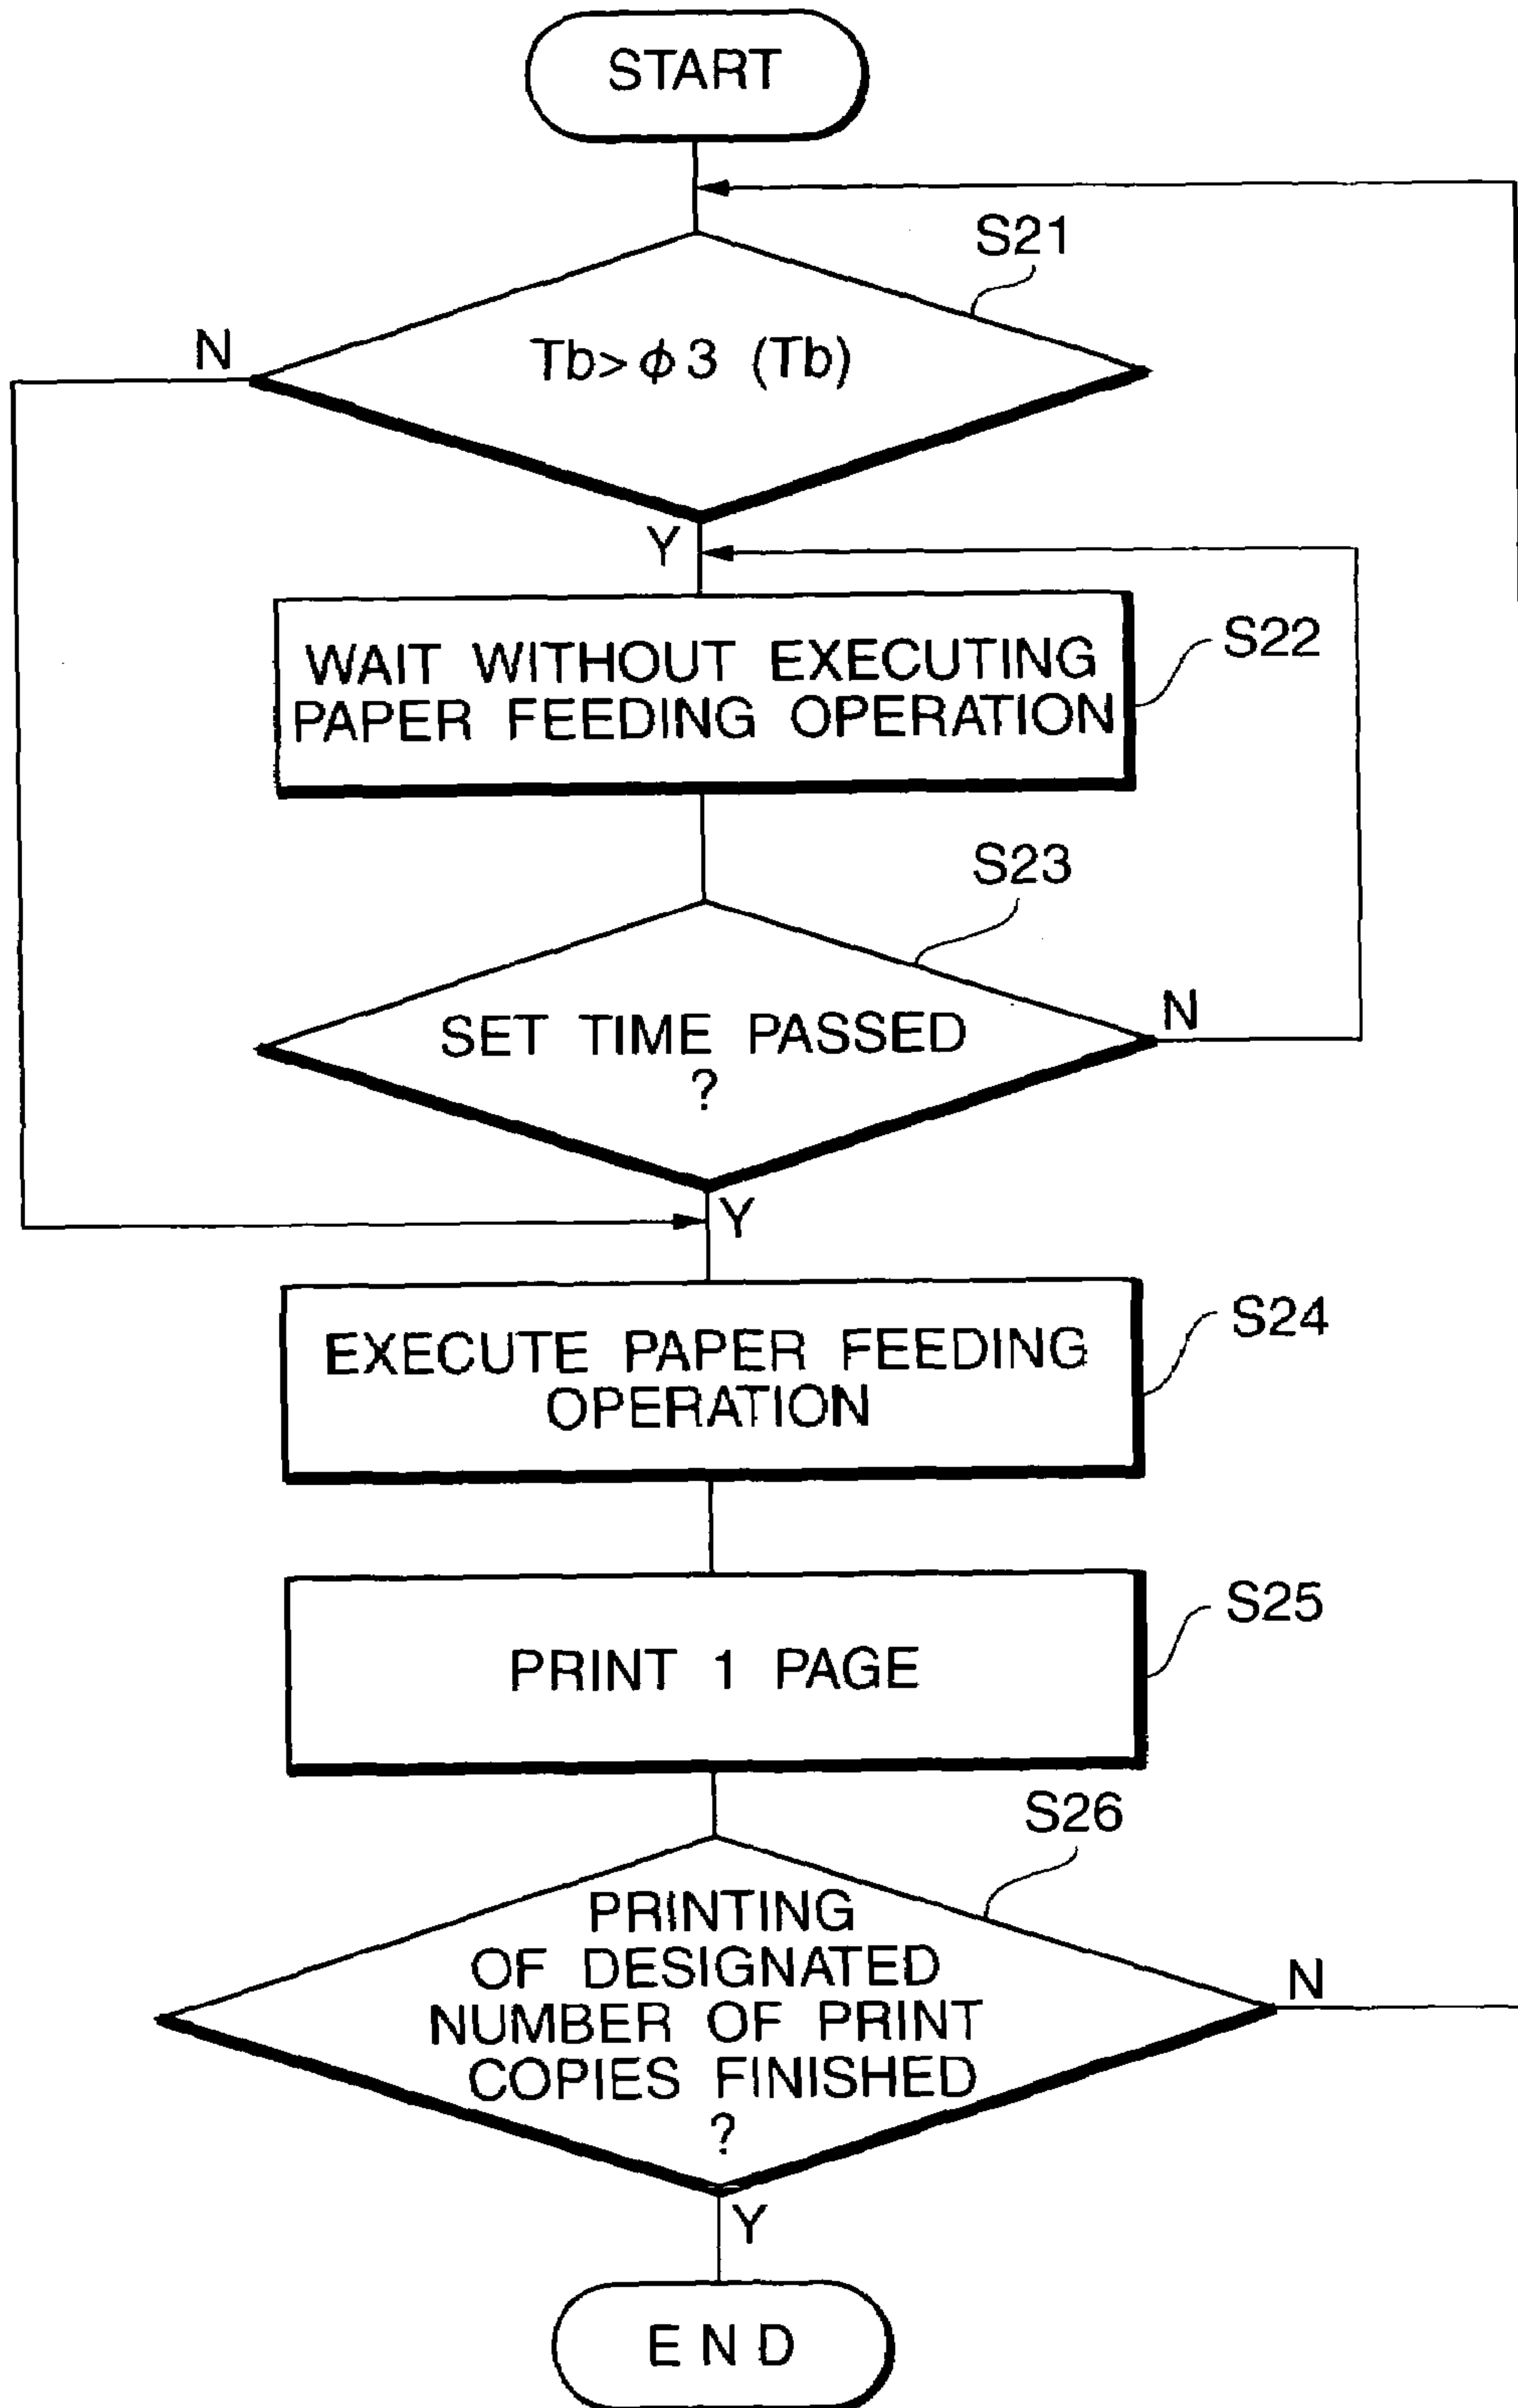 START
S21
N
Tb>ϕ3 (Tb)
Y
WAIT WITHOUT EXECUTING
PAPER FEEDING OPERATION
S22
S23
SET TIME PASSED
?
N
Y
EXECUTE PAPER FEEDING
OPERATION
S24
PRINT 1 PAGE
S25
S26
PRINTING
OF DESIGNATED
NUMBER OF PRINT
COPIES FINISHED
?
N
Y
END